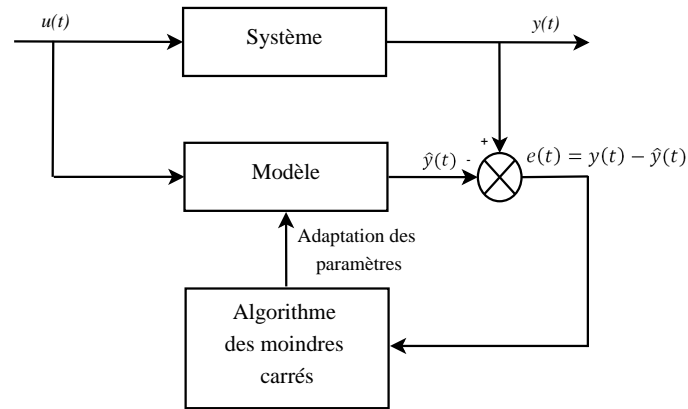 u(t)
Système
y(t)
+
Modèle
ŷ(t)
-
e(t) = y(t) − ŷ(t)
Adaptation des
paramètres
Algorithme
des moindres
carrés